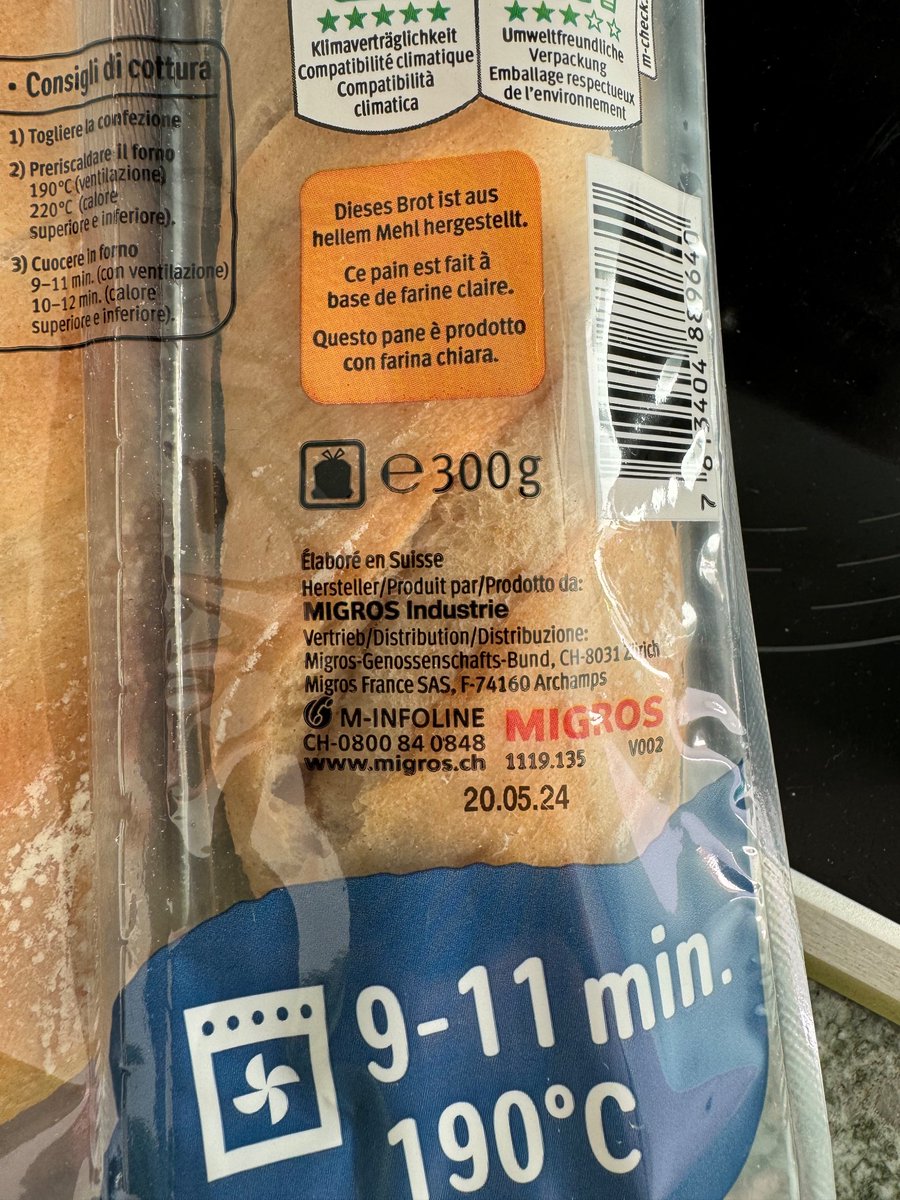 • Consigli di cottura
1) Togliere la confezione
2) Preriscaldare il forno
190°C (ventilazione)
220°C (calore
superiore e inferiore).
3) Cuocere in forno
9–11 min. (con ventilazione)
10–12 min. (calore
superiore e inferiore).
Klimaverträglichkeit
Compatibilité climatique
Compatibilità
climatica
Umweltfreundliche
Verpackung
Emballage respectueux
de l'environnement
m-check.
Dieses Brot ist aus
hellem Mehl hergestellt.
Ce pain est fait à
base de farine claire.
Questo pane è prodotto
con farina chiara.
℮300g
Élaboré en Suisse
Hersteller/Produit par/Prodotto da:
MIGROS Industrie
Vertrieb/Distribution/Distribuzione:
Migros-Genossenschafts-Bund, CH-8031 Zürich
Migros France SAS, F-74160 Archamps
M-INFOLINE
CH-0800 84 0848
www.migros.ch
MIGROS
1119.135 V002
20.05.24
9-11 min.
190°C